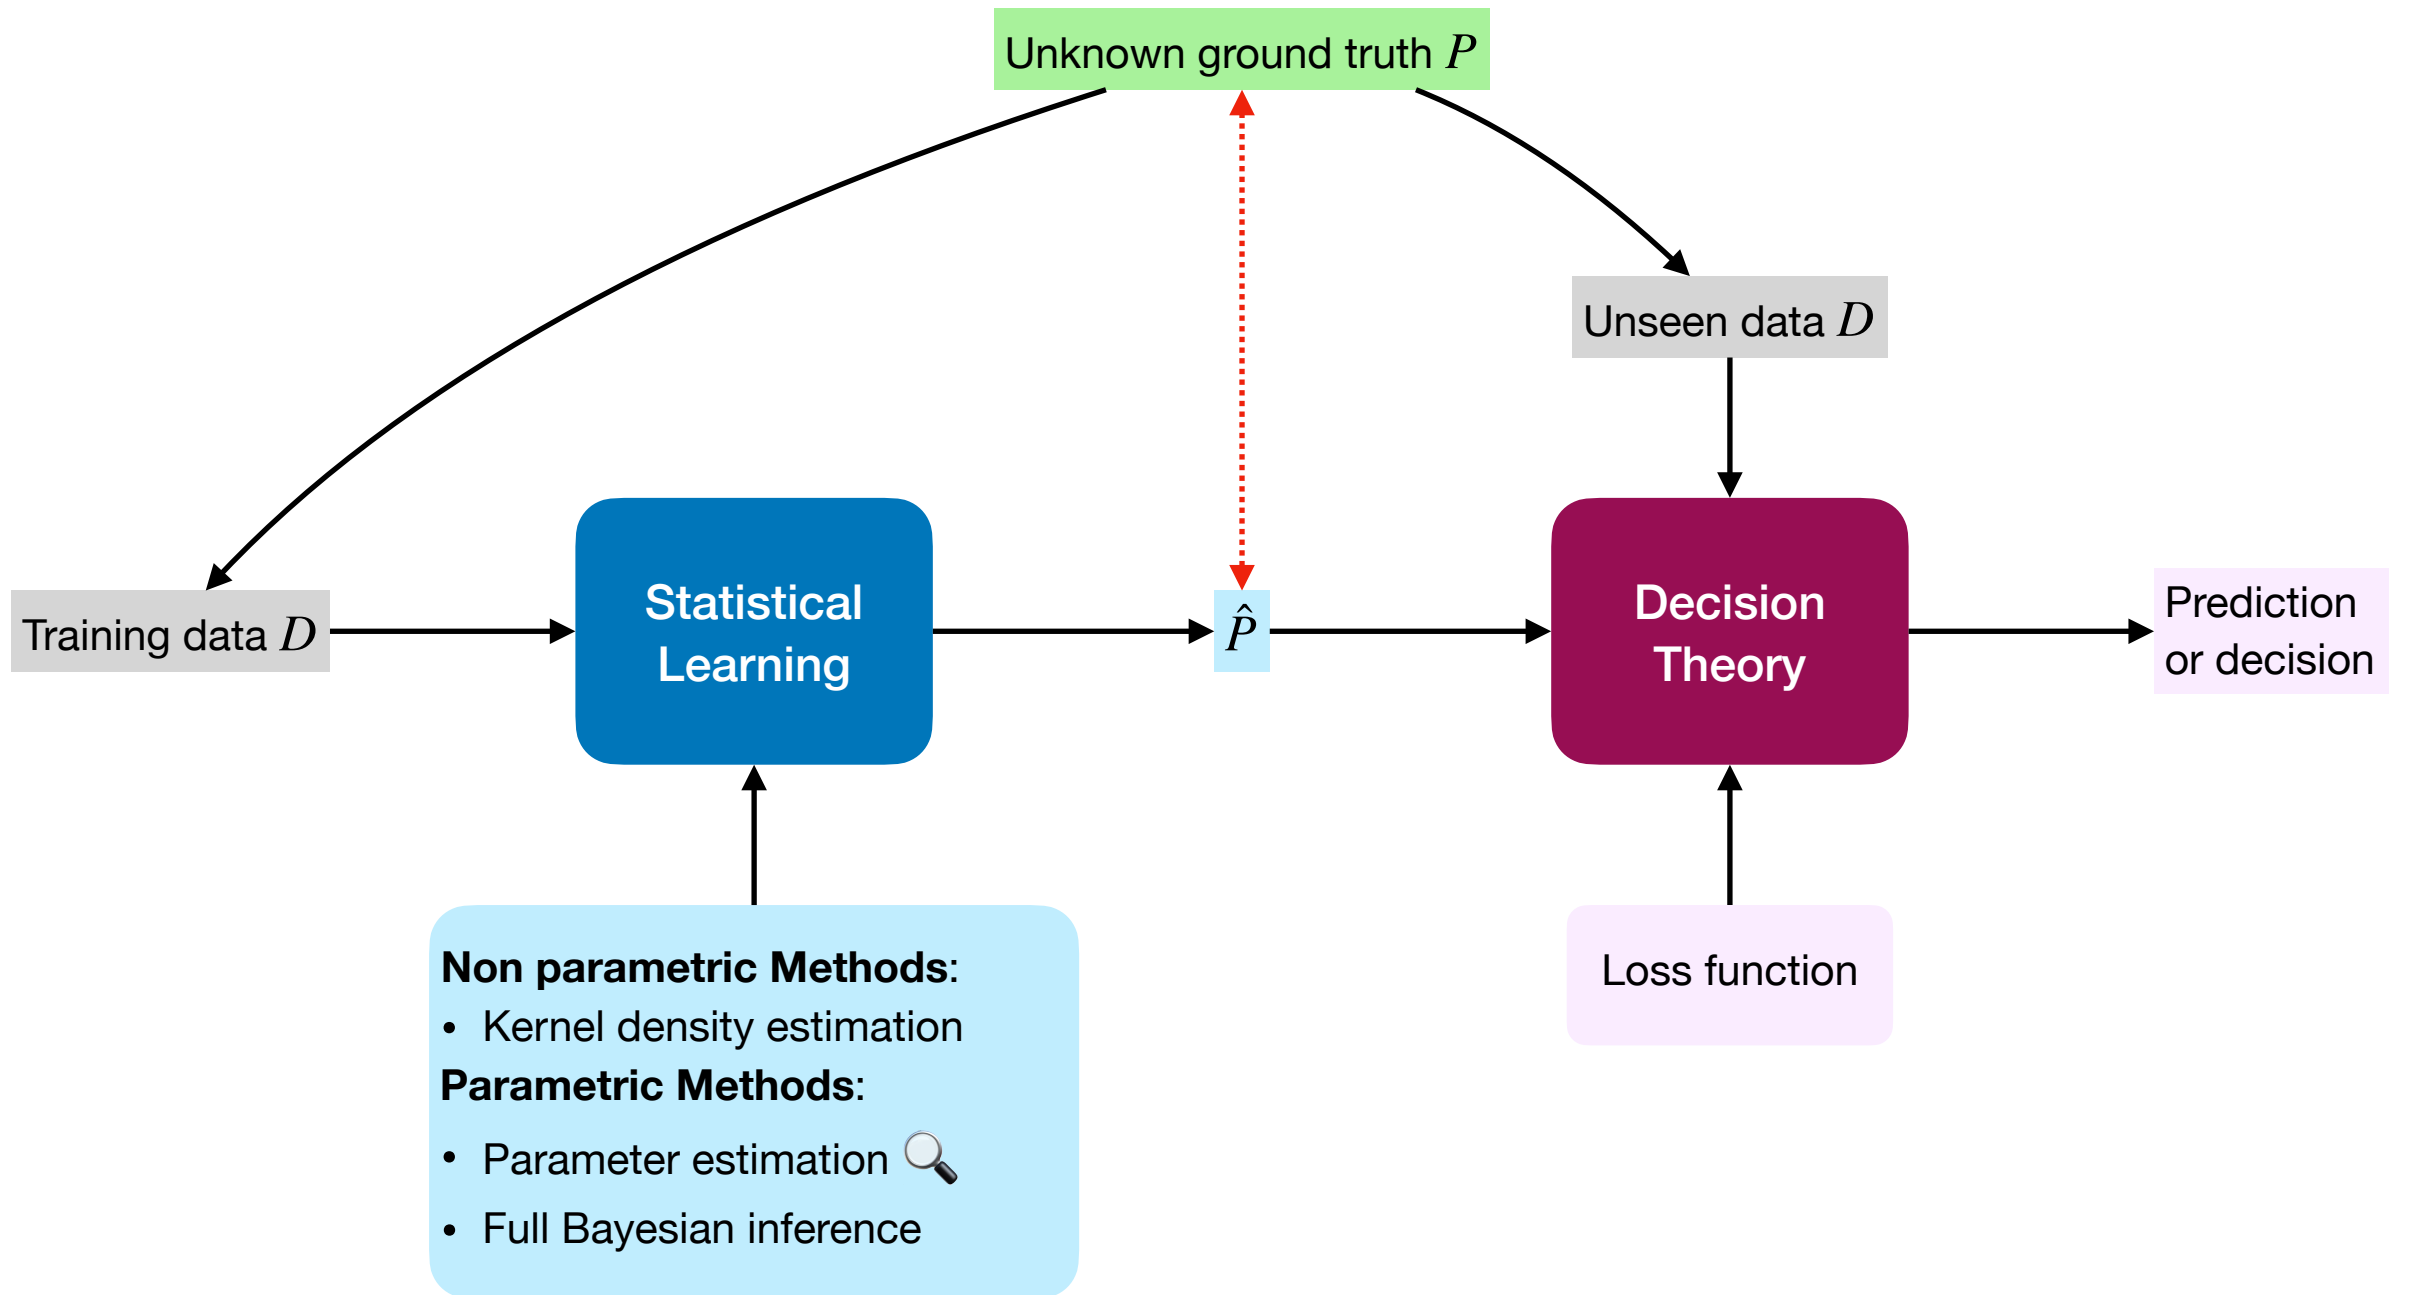 Unknown ground truth P
Unseen data D
Training data D
Statistical
Learning
P̂
Decision
Theory
Prediction
or decision
Non parametric Methods:
• Kernel density estimation
Parametric Methods:
• Parameter estimation
• Full Bayesian inference
Loss function